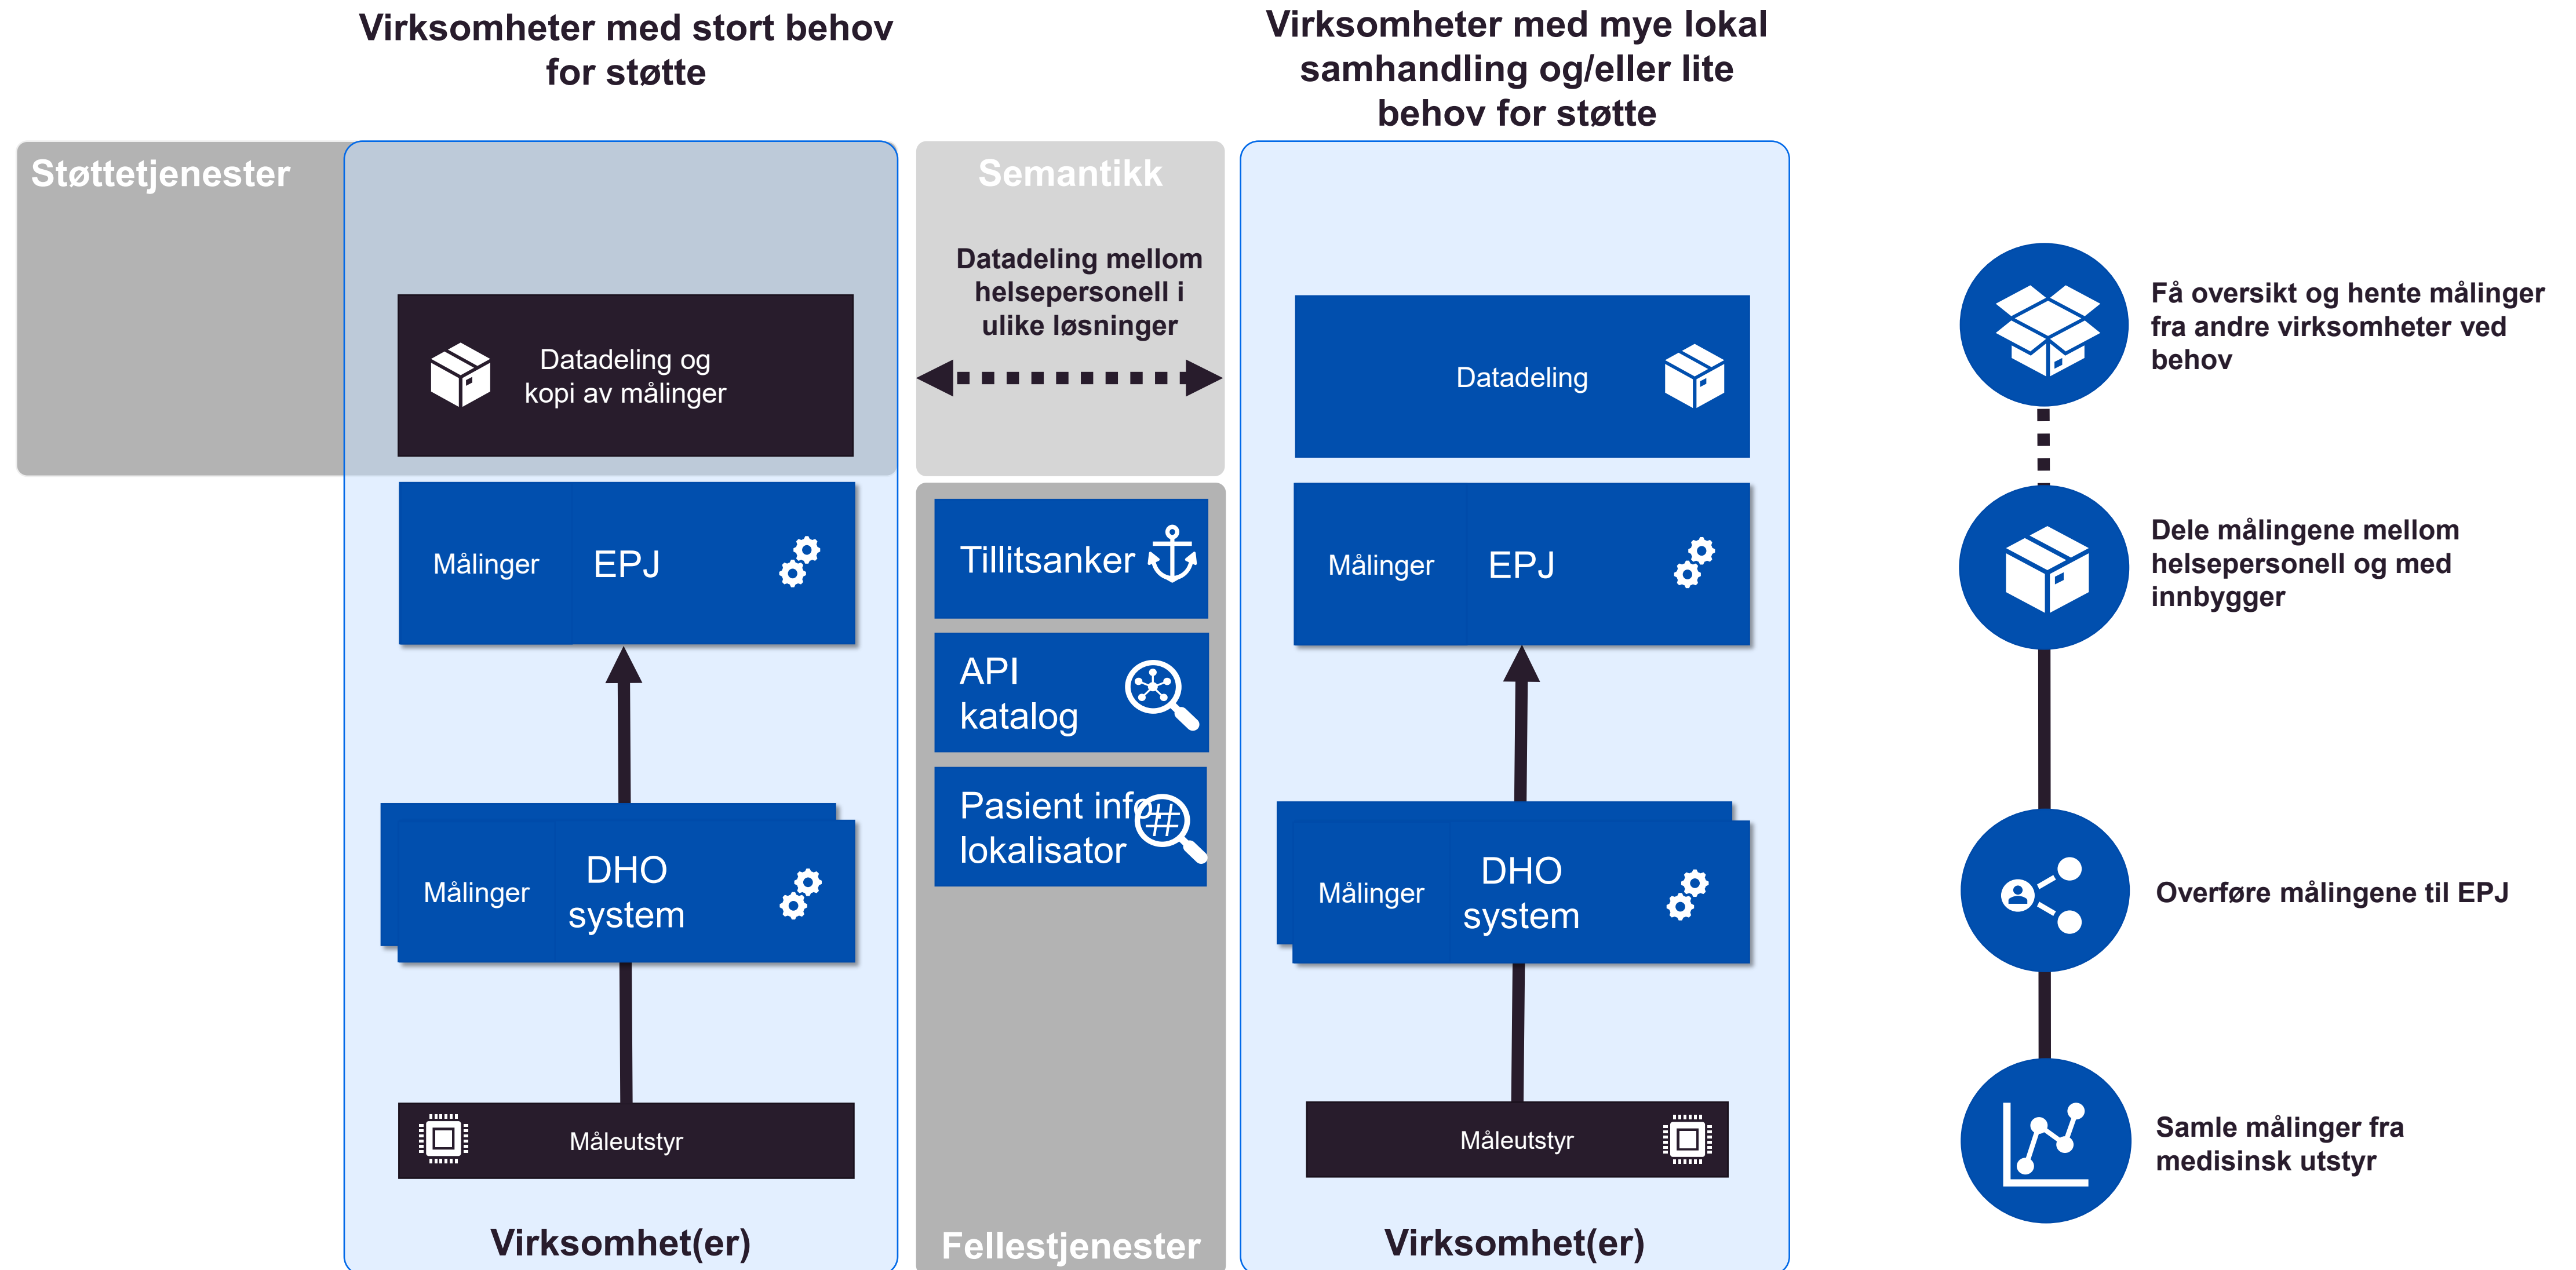 Virksomheter med stort behov
for støtte
Virksomheter med mye lokal
samhandling og/eller lite
behov for støtte
Støttetjenester
Datadeling og
kopi av målinger
Målinger
EPJ
Målinger
DHO
system
Måleutstyr
Virksomhet(er)
Semantikk
Datadeling mellom
helsepersonell i
ulike løsninger
Tillitsanker
API
katalog
Pasient info
lokalisator
Fellestjenester
Datadeling
Målinger
EPJ
Målinger
DHO
system
Måleutstyr
Virksomhet(er)
Få oversikt og hente målinger
fra andre virksomheter ved
behov
Dele målingene mellom
helsepersonell og med
innbygger
Overføre målingene til EPJ
Samle målinger fra
medisinsk utstyr